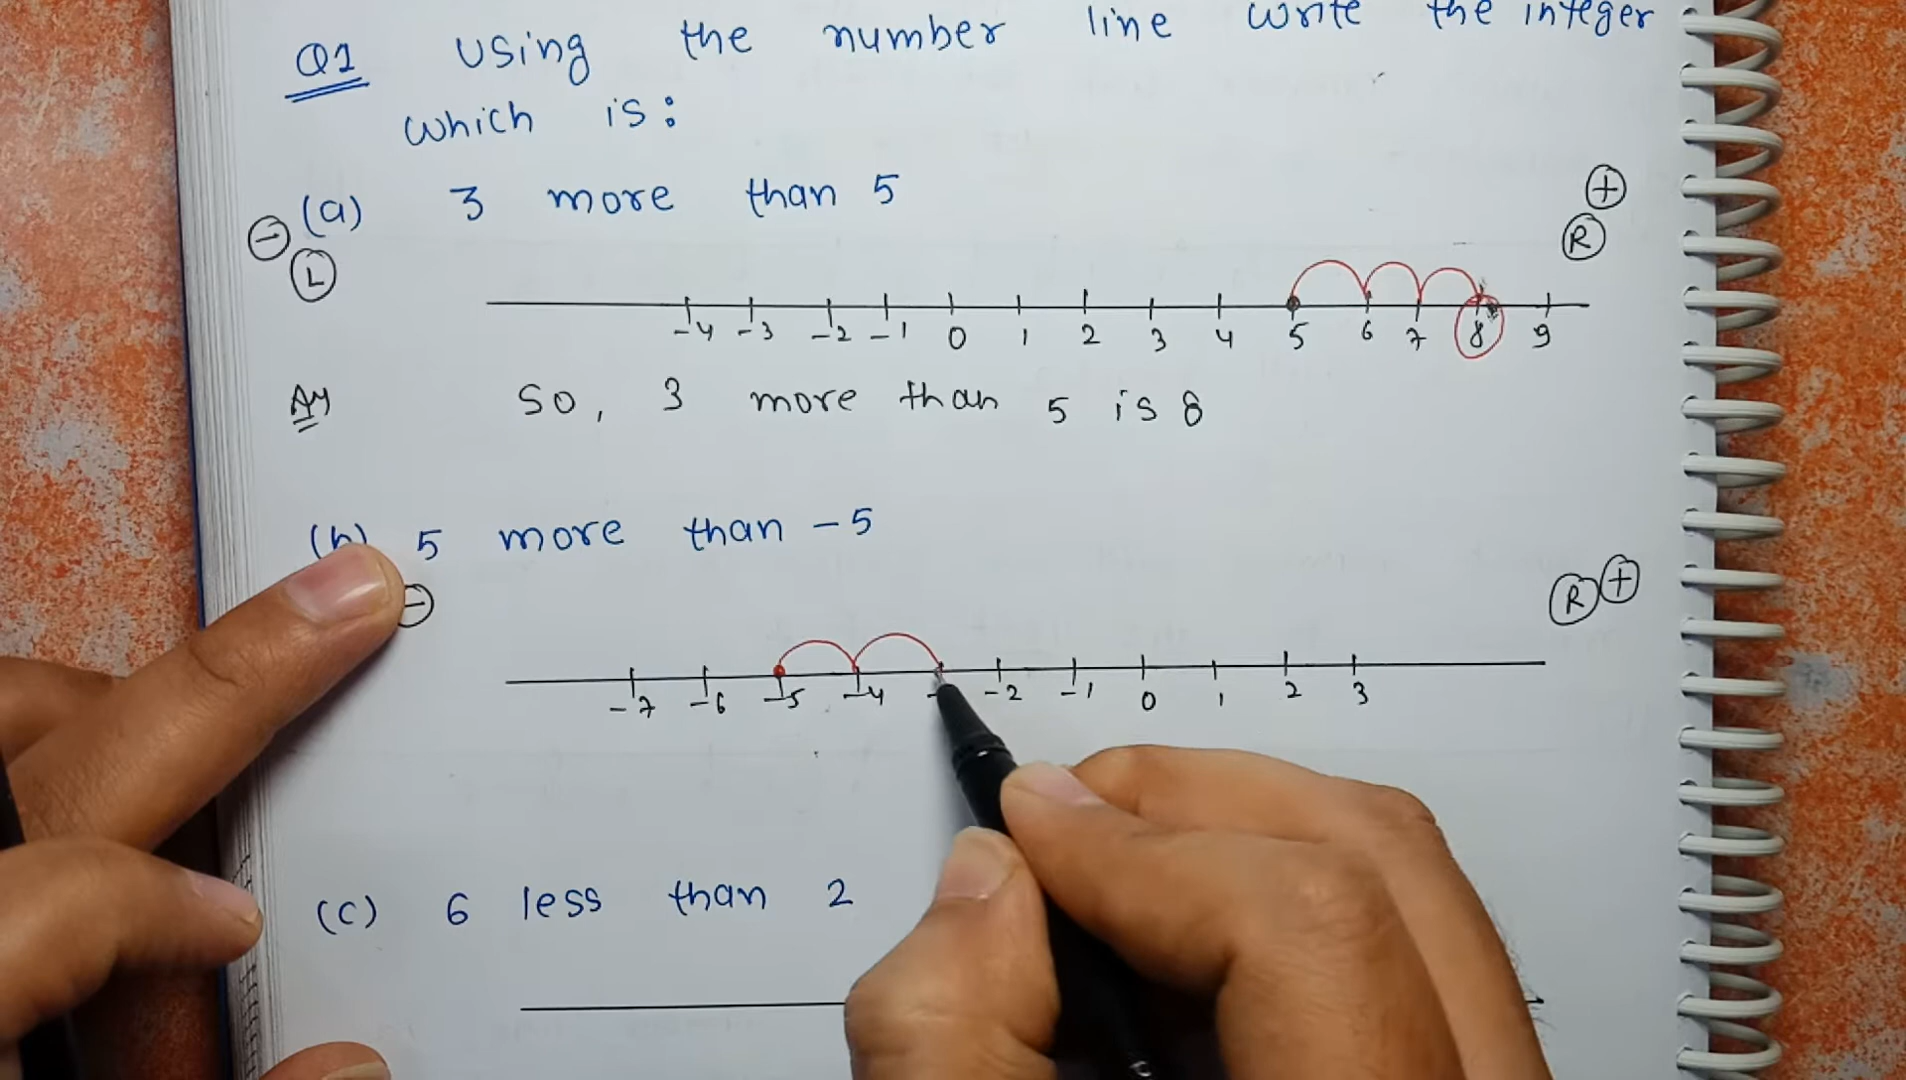 Q1 Using the number line write the integer
which is:
(a) 3 more than 5
- L
+ R
-4 -3 -2 -1 0 1 2 3 4 5 6 7 8 9
So, 3 more than 5 is 8
(b) 5 more than -5
-
R +
-7 -6 -5 -4 -2 -1 0 1 2 3
(c) 6 less than 2